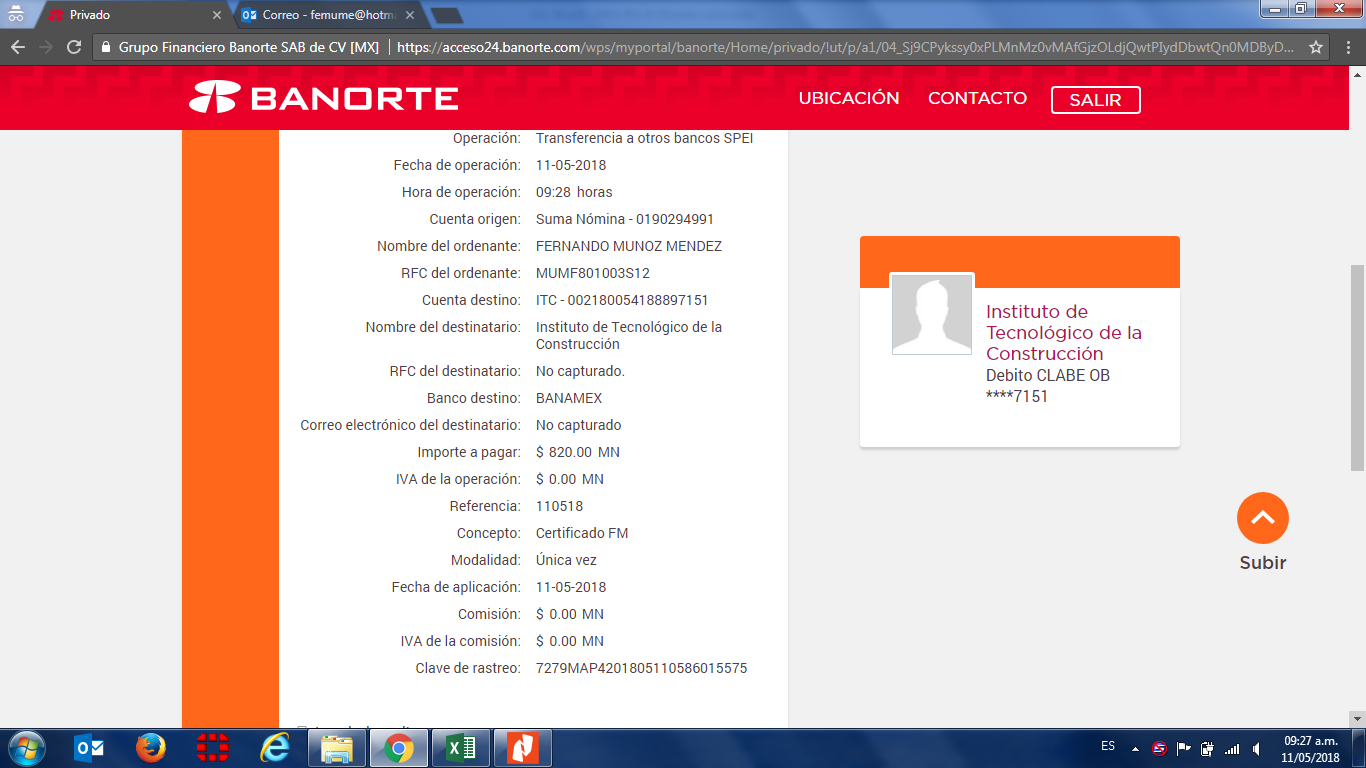 Privado
Correo - femume@hotm
Grupo Financiero Banorte SAB de CV [MX] | https://acceso24.banorte.com/wps/myportal/banorte/Home/privado/!ut/p/a1/04_Sj9CPykssy0xPLMnMz0vMAfGjzOLdjQwtPIydDbwtQn0MDByD...
BANORTE
UBICACIÓN CONTACTO SALIR
Operación: Transferencia a otros bancos SPEI
Fecha de operación: 11-05-2018
Hora de operación: 09:28 horas
Cuenta origen: Suma Nómina - 0190294991
Nombre del ordenante: FERNANDO MUNOZ MENDEZ
RFC del ordenante: MUMF801003S12
Cuenta destino: ITC - 002180054188897151
Nombre del destinatario: Instituto de Tecnológico de la
Construcción
RFC del destinatario: No capturado.
Banco destino: BANAMEX
Correo electrónico del destinatario: No capturado
Importe a pagar: $ 820.00 MN
IVA de la operación: $ 0.00 MN
Referencia: 110518
Concepto: Certificado FM
Modalidad: Única vez
Fecha de aplicación: 11-05-2018
Comisión: $ 0.00 MN
IVA de la comisión: $ 0.00 MN
Clave de rastreo: 7279MAP4201805110586015575
Instituto de
Tecnológico de la
Construcción
Debito CLABE OB
****7151
Subir
ES
09:27 a.m.
11/05/2018